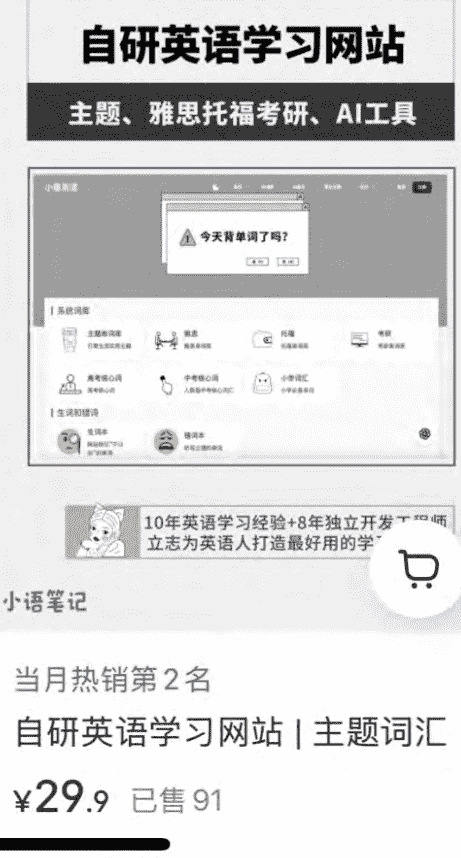 自研英语学习网站
主题、雅思托福考研、AI工具
今天背单词了吗?
系统词库
主题单词库
雅思
托福
考研
高考核心词
中考核心词
小学词汇
生词和错词
生词本
错词本
10年英语学习经验+8年独立开发工程师
立志为英语人打造最好用的学
小语笔记
当月热销第2名
自研英语学习网站 | 主题词汇
¥29.9 已售 91